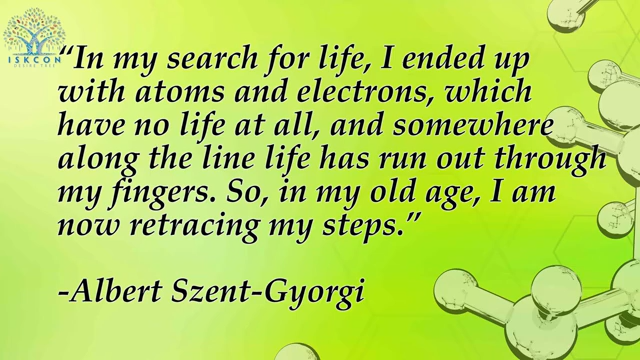 ISKCON
DESIRE TREE
“In my search for life, I ended up
with atoms and electrons, which
have no life at all, and somewhere
along the line life has run out through
my fingers. So, in my old age, I am
now retracing my steps.”
-Albert Szent-Gyorgi